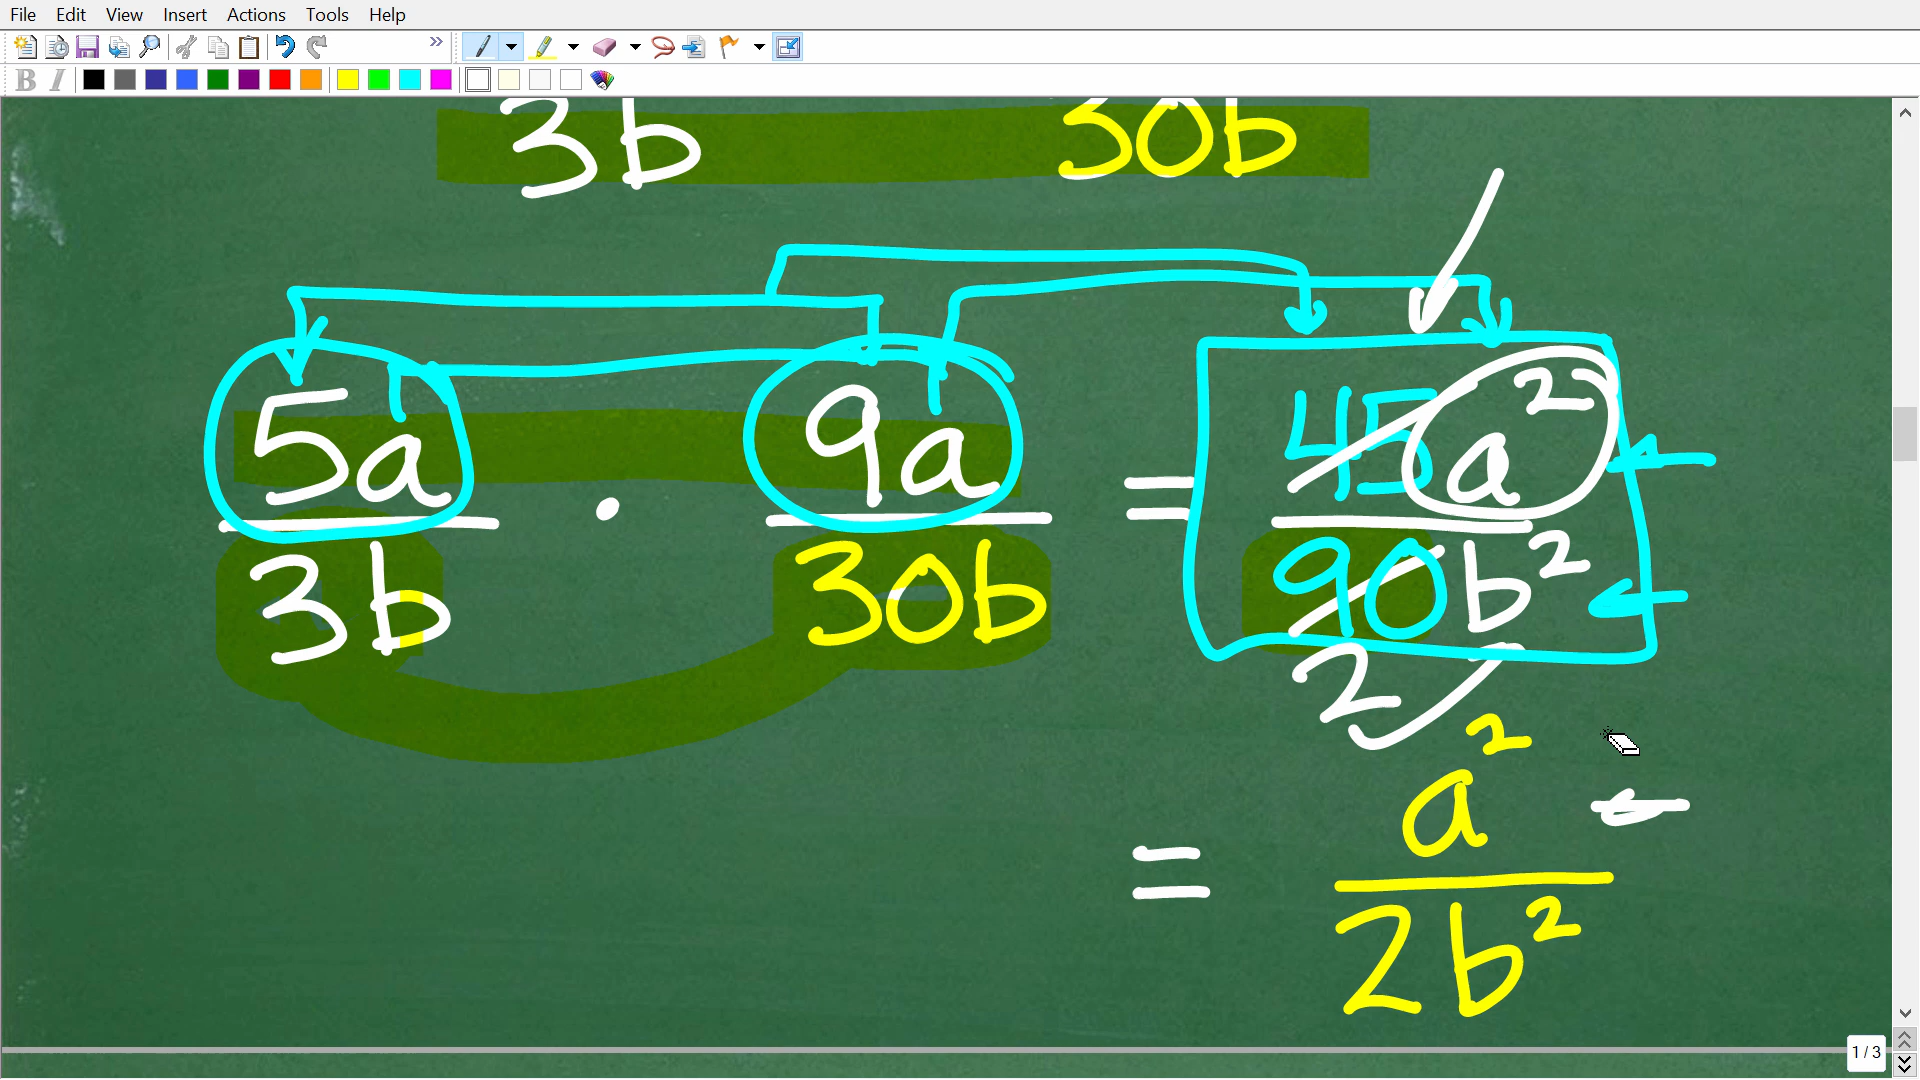 File Edit View Insert Actions Tools Help
B I
3b 30b
5a/3b · 9a/30b = 45a²/90b²
2
= a²/2b²
1 / 3